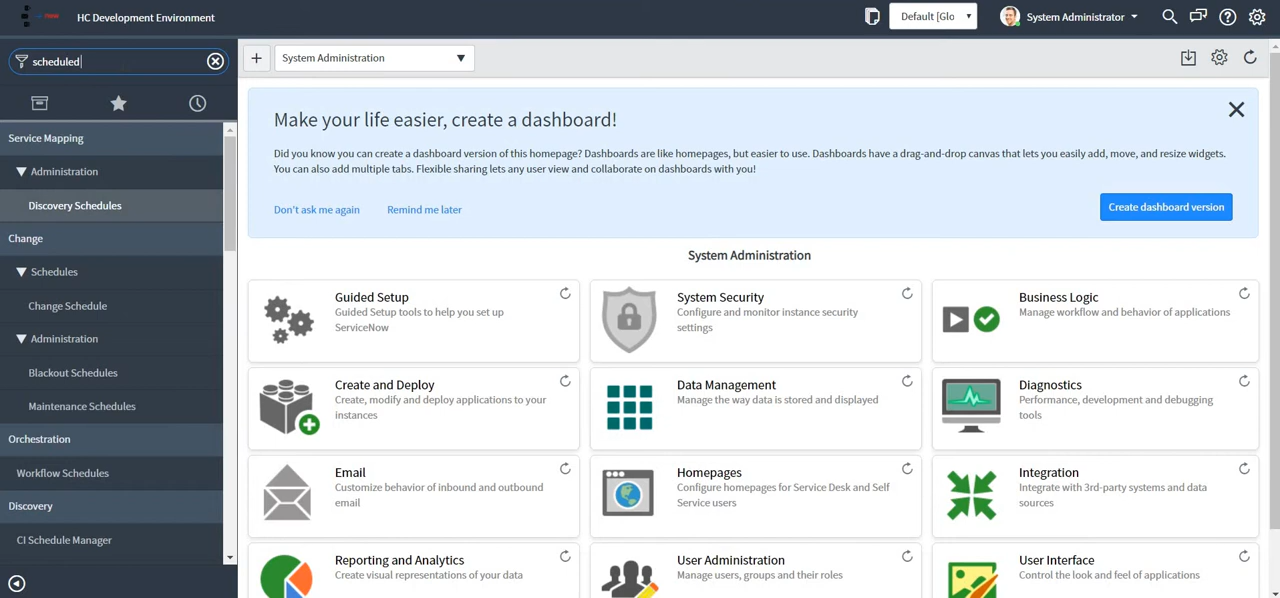 HC Development Environment
Default [Glo
System Administrator
scheduled
System Administration
Service Mapping
Administration
Discovery Schedules
Change
Schedules
Change Schedule
Administration
Blackout Schedules
Maintenance Schedules
Orchestration
Workflow Schedules
Discovery
CI Schedule Manager
Make your life easier, create a dashboard!
Did you know you can create a dashboard version of this homepage? Dashboards are like homepages, but easier to use. Dashboards have a drag-and-drop canvas that lets you easily add, move, and resize widgets.
You can also add multiple tabs. Flexible sharing lets any user view and collaborate on dashboards with you!
Don't ask me again
Remind me later
Create dashboard version
System Administration
Guided Setup
Guided Setup tools to help you set up
ServiceNow
System Security
Configure and monitor instance security
settings
Business Logic
Manage workflow and behavior of applications
Create and Deploy
Create, modify and deploy applications to your
instances
Data Management
Manage the way data is stored and displayed
Diagnostics
Performance, development and debugging
tools
Email
Customize behavior of inbound and outbound
email
Homepages
Configure homepages for Service Desk and Self
Service users
Integration
Integrate with 3rd-party systems and data
sources
Reporting and Analytics
Create visual representations of your data
User Administration
Manage users, groups and their roles
User Interface
Control the look and feel of applications